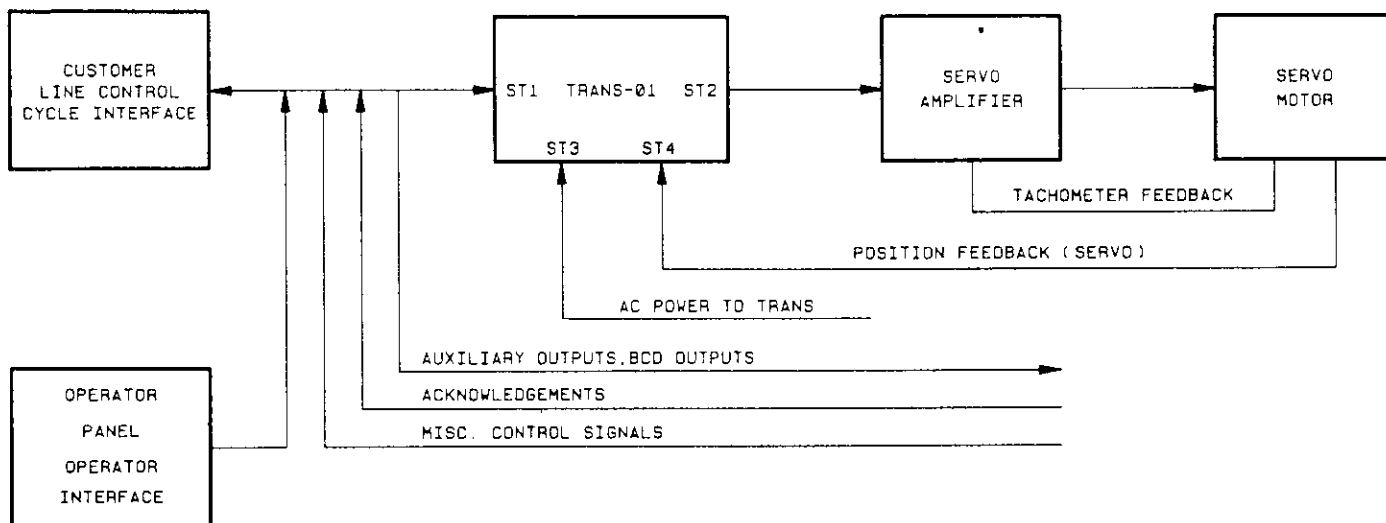 CUSTOMER
LINE CONTROL
CYCLE INTERFACE
ST1 TRANS-01 ST2
ST3 ST4
SERVO
AMPLIFIER
SERVO
MOTOR
TACHOMETER FEEDBACK
POSITION FEEDBACK (SERVO)
AC POWER TO TRANS
AUXILIARY OUTPUTS.BCD OUTPUTS
ACKNOWLEDGEMENTS
MISC. CONTROL SIGNALS
OPERATOR
PANEL
OPERATOR
INTERFACE